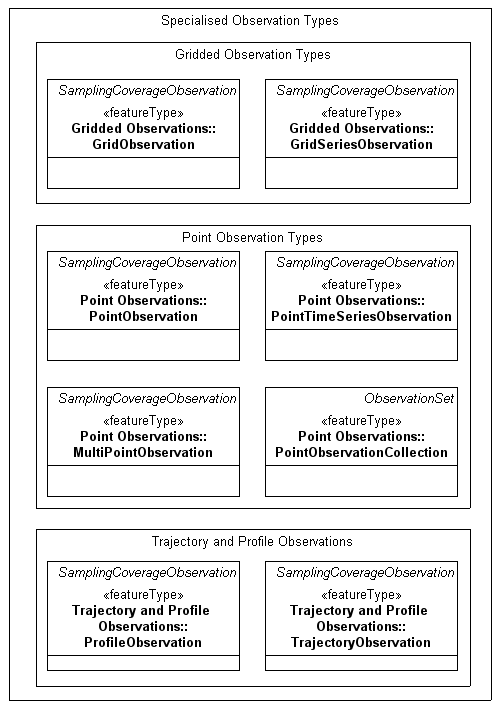 Specialised Observation Types
Gridded Observation Types
SamplingCoverageObservation
«featureType»
Gridded Observations::
GridObservation
SamplingCoverageObservation
«featureType»
Gridded Observations::
GridSeriesObservation
Point Observation Types
SamplingCoverageObservation
«featureType»
Point Observations::
PointObservation
SamplingCoverageObservation
«featureType»
Point Observations::
PointTimeSeriesObservation
SamplingCoverageObservation
«featureType»
Point Observations::
MultiPointObservation
ObservationSet
«featureType»
Point Observations::
PointObservationCollection
Trajectory and Profile Observations
SamplingCoverageObservation
«featureType»
Trajectory and Profile
Observations::
ProfileObservation
SamplingCoverageObservation
«featureType»
Trajectory and Profile
Observations::
TrajectoryObservation